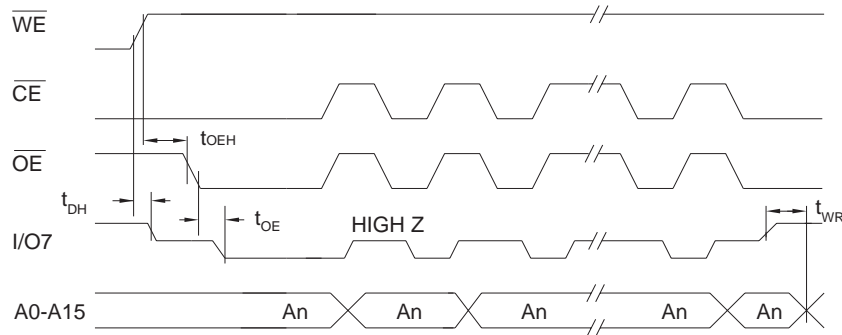 WE
CE
tOEH
OE
tDH
tOE
HIGH Z
tWR
I/O7
A0-A15 An An An An An